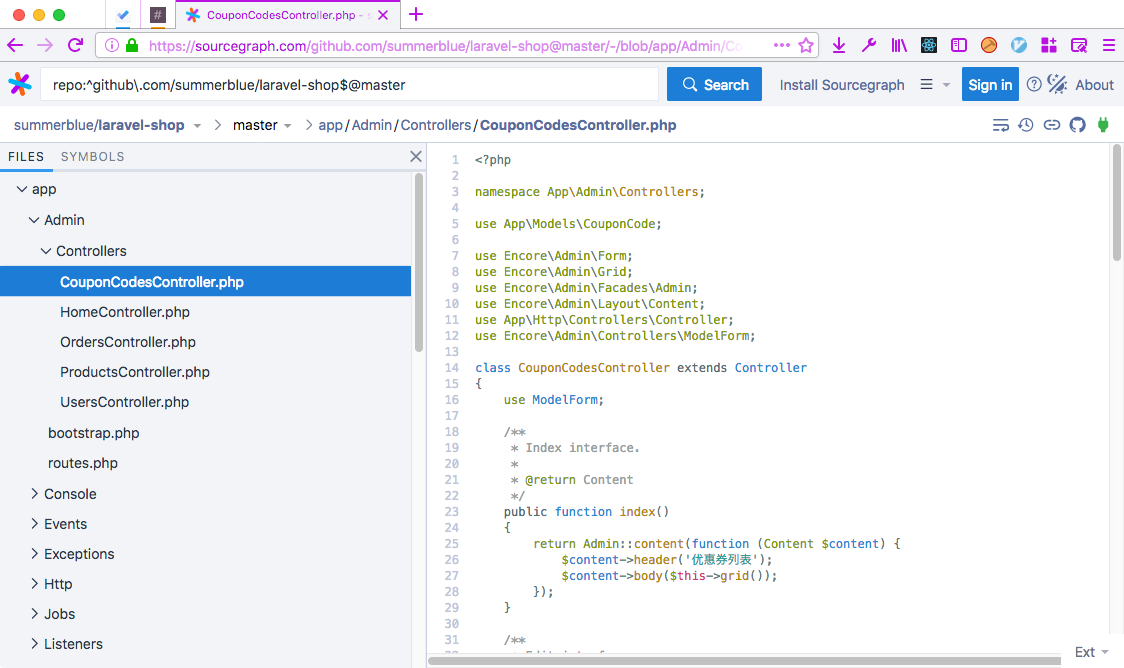 #
CouponCodesController.php - s
https://sourcegraph.com/github.com/summerblue/laravel-shop@master/-/blob/app/Admin/Co
repo:^github\.com/summerblue/laravel-shop$@master
Search
Install Sourcegraph
Sign in
About
summerblue/laravel-shop
master
app/Admin/Controllers/CouponCodesController.php
FILES
SYMBOLS
app
Admin
Controllers
CouponCodesController.php
HomeController.php
OrdersController.php
ProductsController.php
UsersController.php
bootstrap.php
routes.php
Console
Events
Exceptions
Http
Jobs
Listeners
1 <?php
2
3 namespace App\Admin\Controllers;
4
5 use App\Models\CouponCode;
6
7 use Encore\Admin\Form;
8 use Encore\Admin\Grid;
9 use Encore\Admin\Facades\Admin;
10 use Encore\Admin\Layout\Content;
11 use App\Http\Controllers\Controller;
12 use Encore\Admin\Controllers\ModelForm;
13
14 class CouponCodesController extends Controller
15 {
16     use ModelForm;
17
18     /**
19      * Index interface.
20      *
21      * @return Content
22      */
23     public function index()
24     {
25         return Admin::content(function (Content $content) {
26             $content->header('优惠券列表');
27             $content->body($this->grid());
28         });
29     }
30
31     /**
Ext